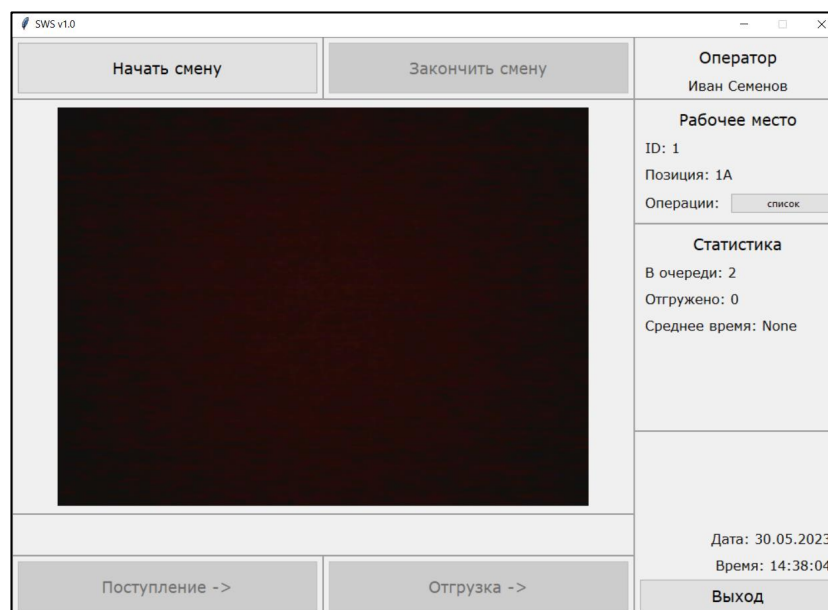 SWS v1.0
Начать смену
Закончить смену
Оператор
Иван Семенов
Рабочее место
ID: 1
Позиция: 1А
Операции: список
Статистика
В очереди: 2
Отгружено: 0
Среднее время: None
Дата: 30.05.2023
Время: 14:38:04
Поступление ->
Отгрузка ->
Выход